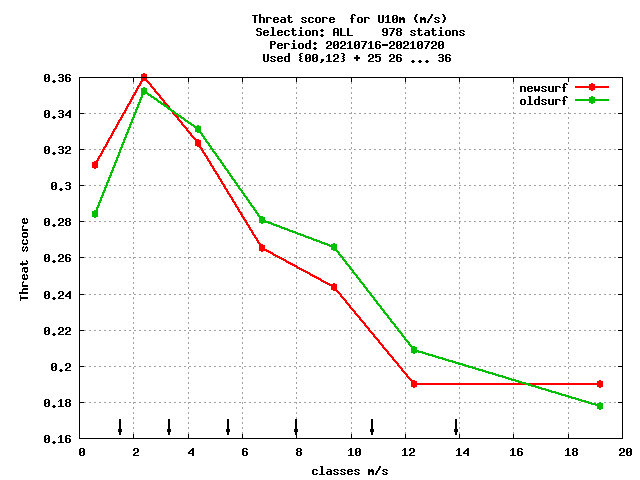 Threat score  for U10m (m/s)
Selection: ALL    978 stations
Period: 20210716-20210720
Used {00,12} + 25 26 ... 36
newsurf
oldsurf
0.36
0.34
0.32
0.3
0.28
0.26
0.24
0.22
0.2
0.18
0.16
Threat score
0 2 4 6 8 10 12 14 16 18 20
classes m/s